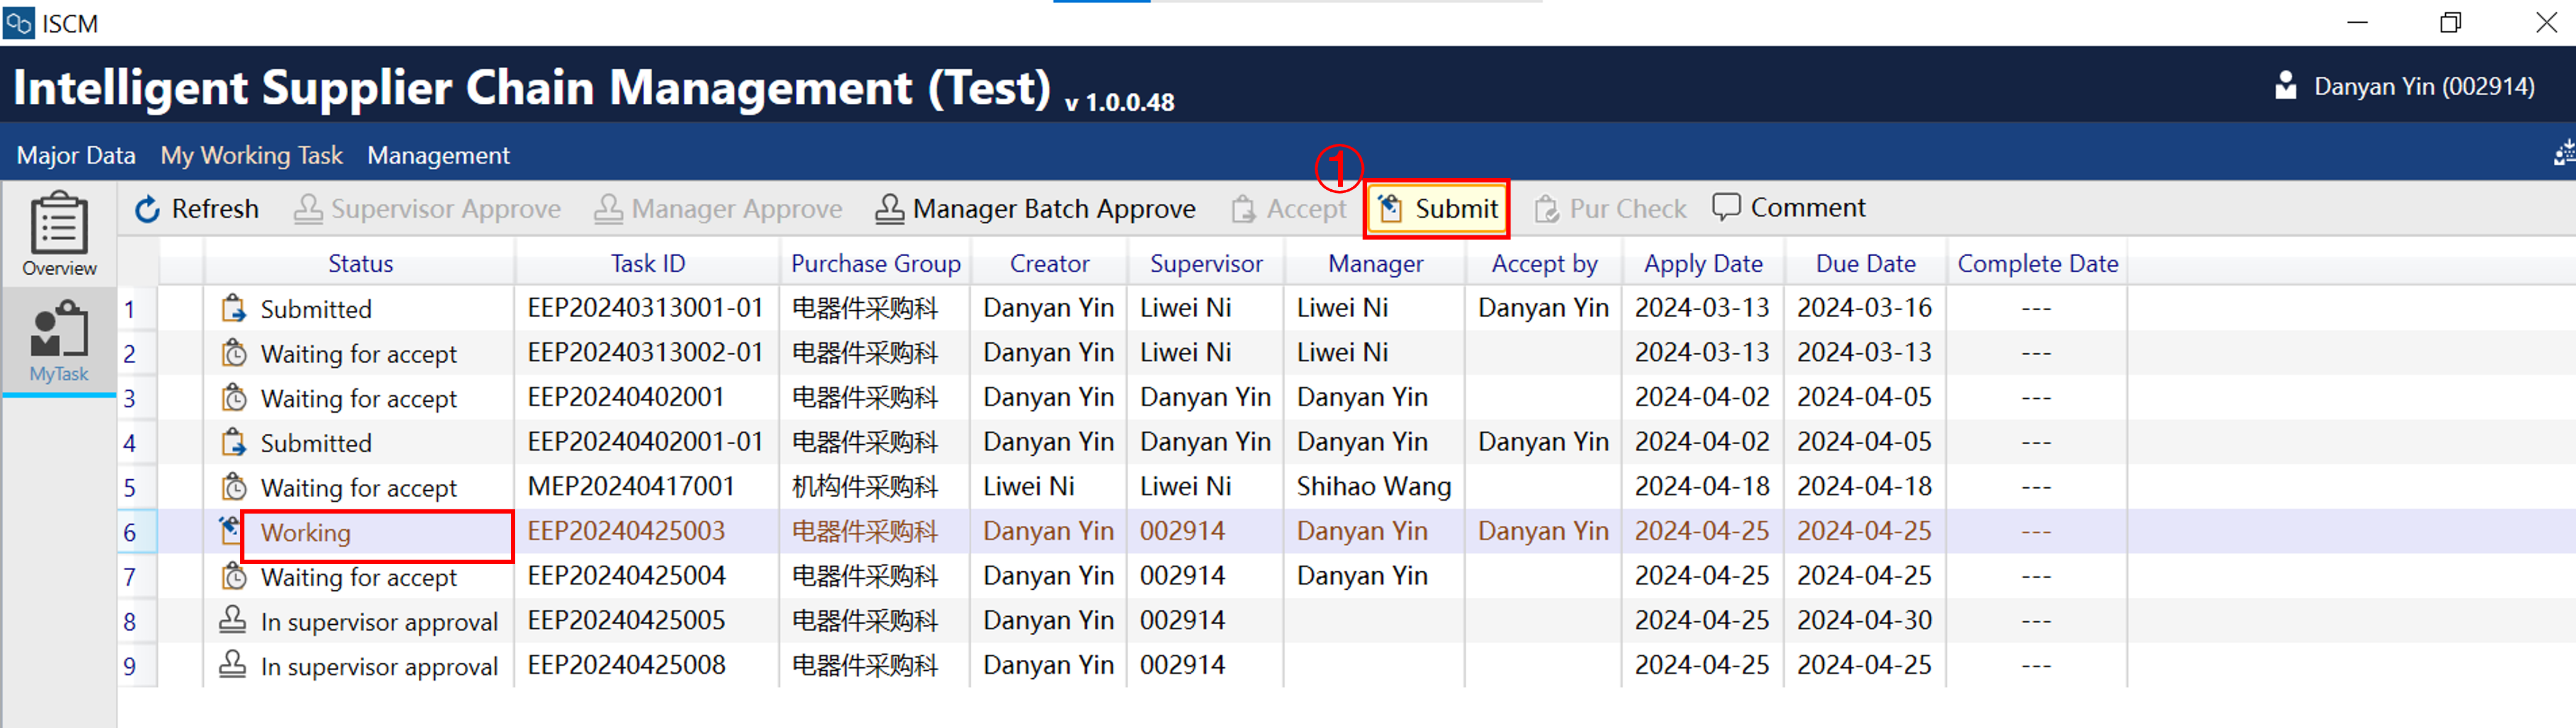 ISCM
Intelligent Supplier Chain Management (Test) v 1.0.0.48 Danyan Yin (002914)
Major Data My Working Task Management
①
Refresh Supervisor Approve Manager Approve Manager Batch Approve Accept Submit Pur Check Comment
Overview
MyTask
Status Task ID Purchase Group Creator Supervisor Manager Accept by Apply Date Due Date Complete Date
1 Submitted EEP20240313001-01 电器件采购科 Danyan Yin Liwei Ni Liwei Ni Danyan Yin 2024-03-13 2024-03-16 ---
2 Waiting for accept EEP20240313002-01 电器件采购科 Danyan Yin Liwei Ni Liwei Ni 2024-03-13 2024-03-13 ---
3 Waiting for accept EEP20240402001 电器件采购科 Danyan Yin Danyan Yin Danyan Yin 2024-04-02 2024-04-05 ---
4 Submitted EEP20240402001-01 电器件采购科 Danyan Yin Danyan Yin Danyan Yin Danyan Yin 2024-04-02 2024-04-05 ---
5 Waiting for accept MEP20240417001 机构件采购科 Liwei Ni Liwei Ni Shihao Wang 2024-04-18 2024-04-18 ---
6 Working EEP20240425003 电器件采购科 Danyan Yin 002914 Danyan Yin Danyan Yin 2024-04-25 2024-04-25 ---
7 Waiting for accept EEP20240425004 电器件采购科 Danyan Yin 002914 Danyan Yin 2024-04-25 2024-04-25 ---
8 In supervisor approval EEP20240425005 电器件采购科 Danyan Yin 002914 2024-04-25 2024-04-30 ---
9 In supervisor approval EEP20240425008 电器件采购科 Danyan Yin 002914 2024-04-25 2024-04-25 ---